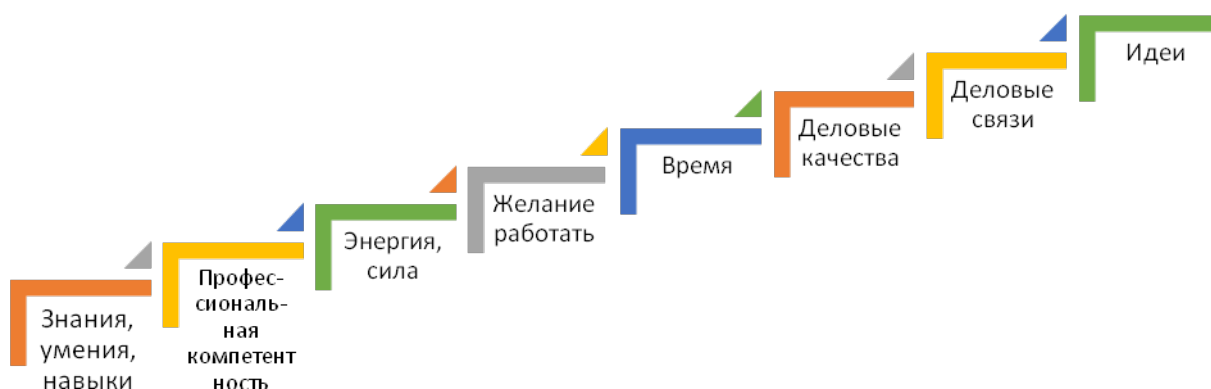 Знания,
умения,
навыки
Профес-
сиональ-
ная
компетент
ность
Энергия,
сила
Желание
работать
Время
Деловые
качества
Деловые
связи
Идеи